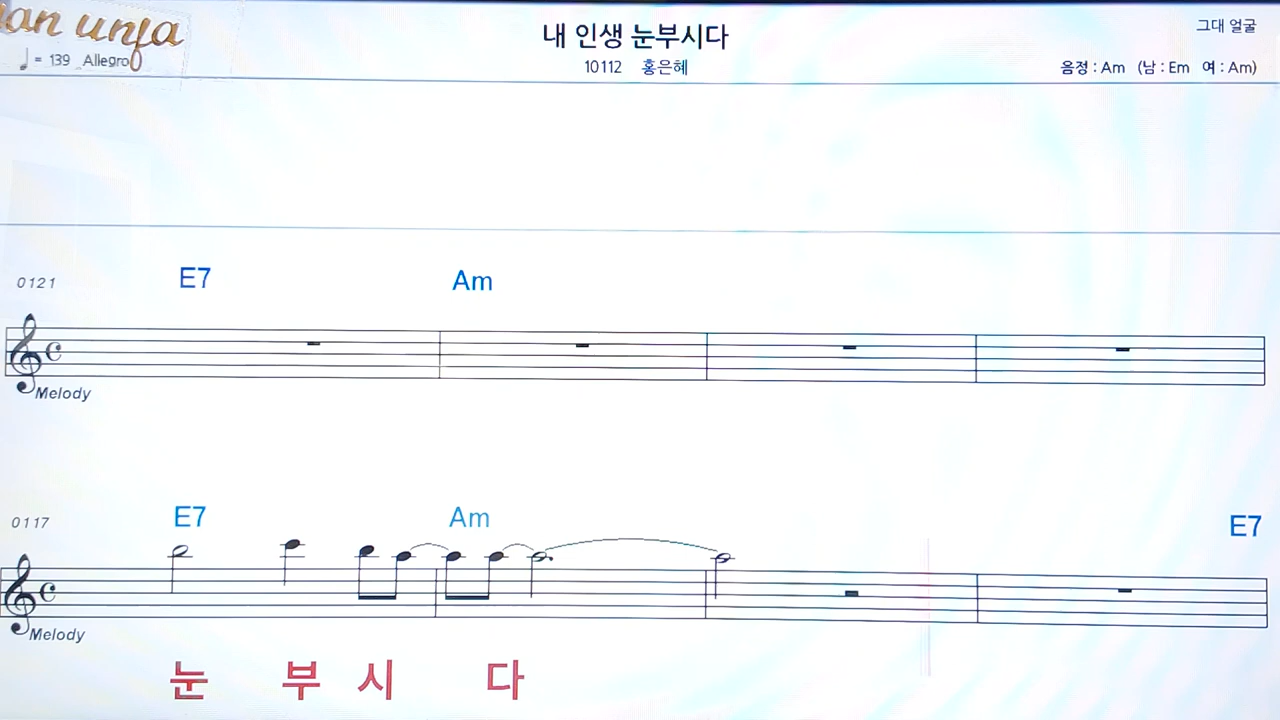 unja
내 인생 눈부시다
그대 얼굴
♩ = 139 Allegro
10112 홍은혜
음정 : Am (남 : Em 여 : Am)
0121 E7 Am
Melody
0117 E7 Am E7
Melody
눈 부 시 다